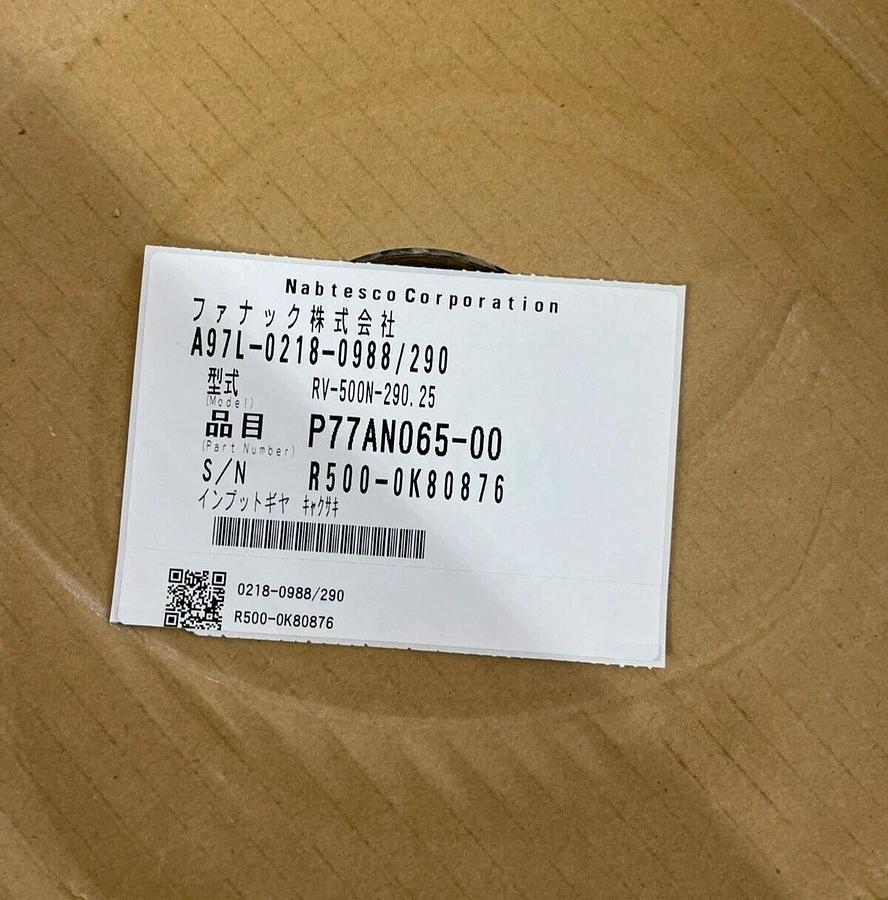 Nabtesco Corporation
ファナック株式会社
A97L-0218-0988/290
型式 RV-500N-290.25
(Model)
品目 P77AN065-00
(Part Number)
S/N R500-0K80876
インプットギヤ キャクサキ
0218-0988/290
R500-0K80876